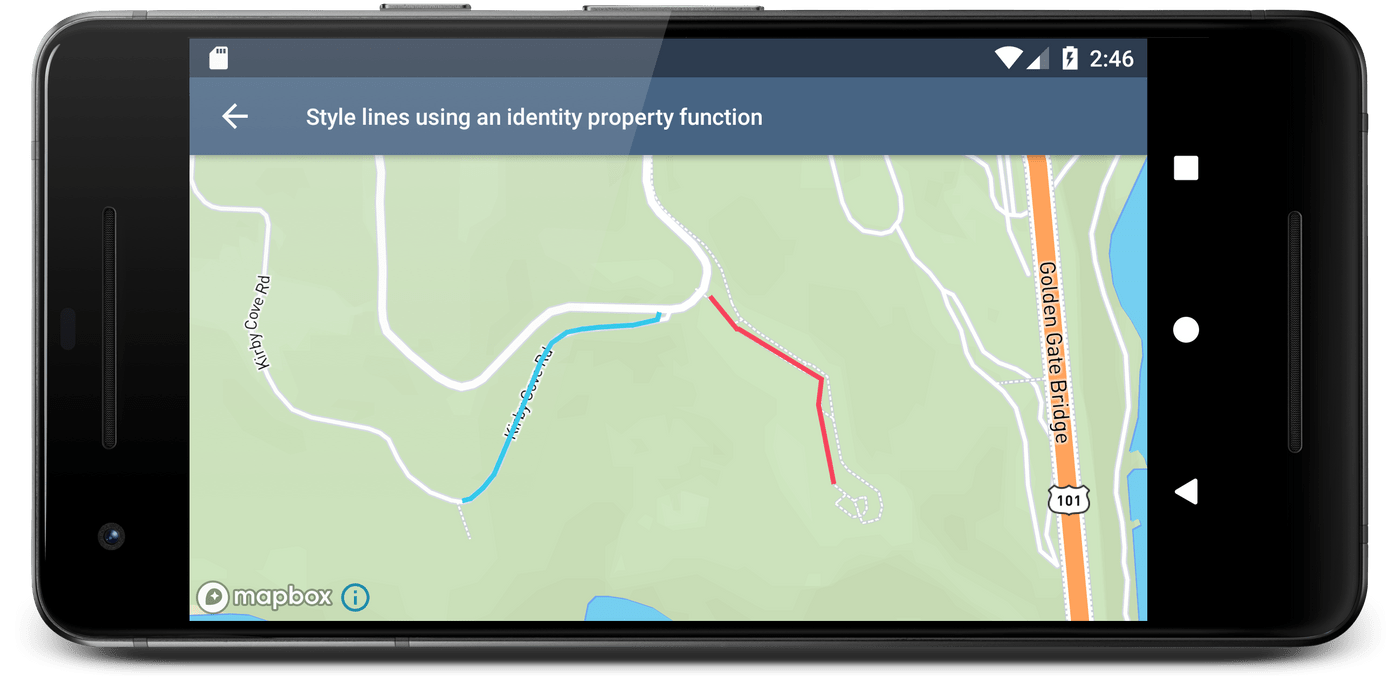 2:46
Style lines using an identity property function
Kirby Cove Rd
Kirby Cove Rd
Golden Gate Bridge
101
mapbox